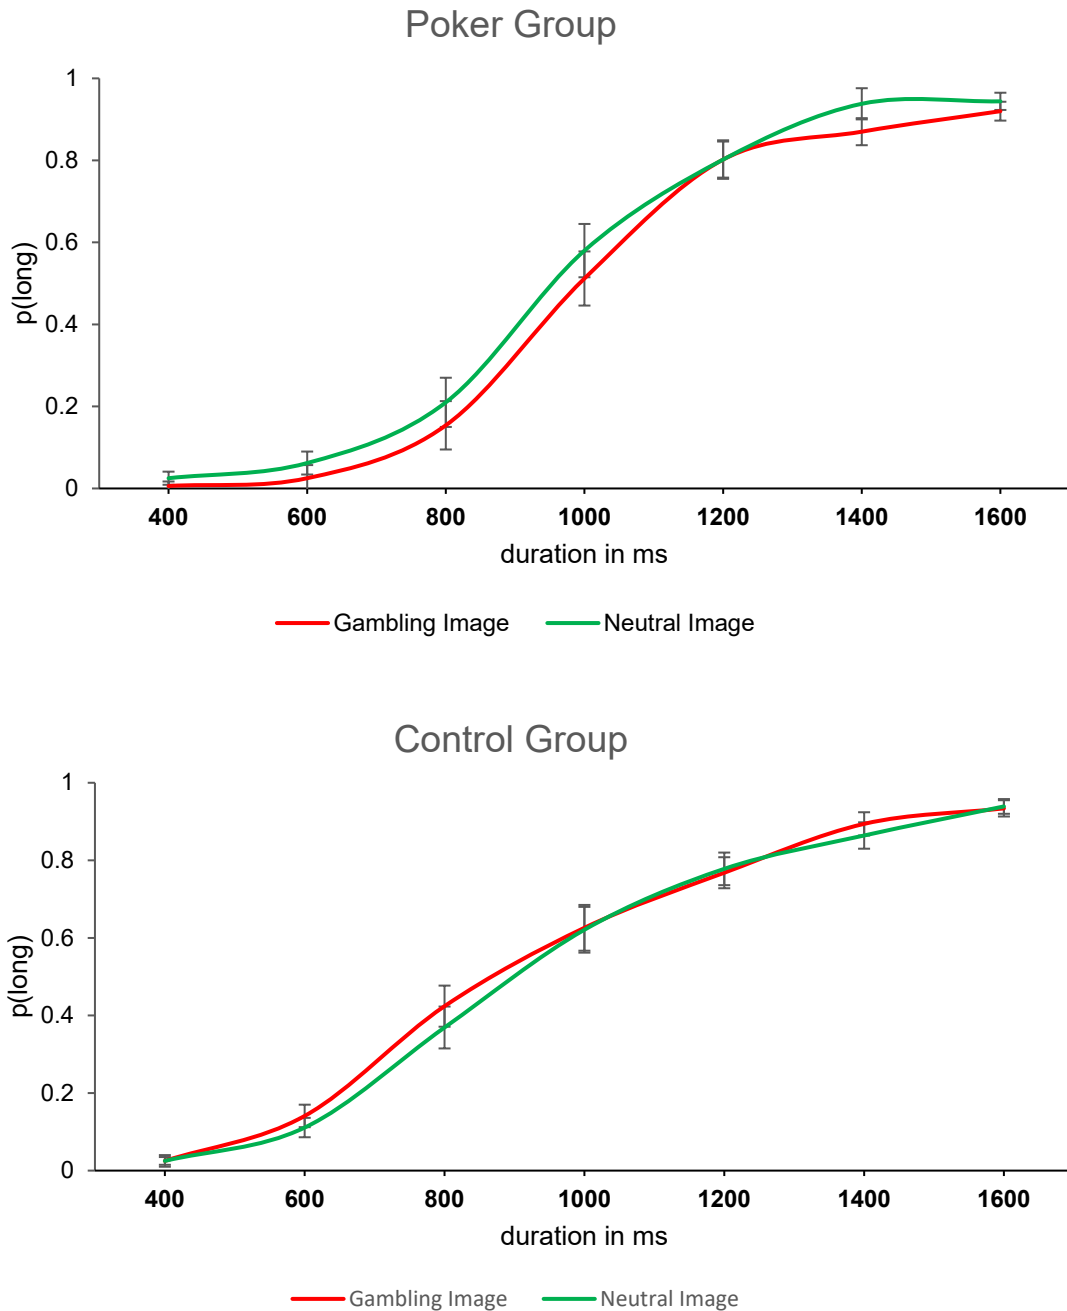 Poker Group
1
0.8
0.6
0.4
0.2
0
p(long)
400 600 800 1000 1200 1400 1600
duration in ms
Gambling Image Neutral Image
Control Group
1
0.8
0.6
0.4
0.2
0
p(long)
400 600 800 1000 1200 1400 1600
duration in ms
Gambling Image Neutral Image